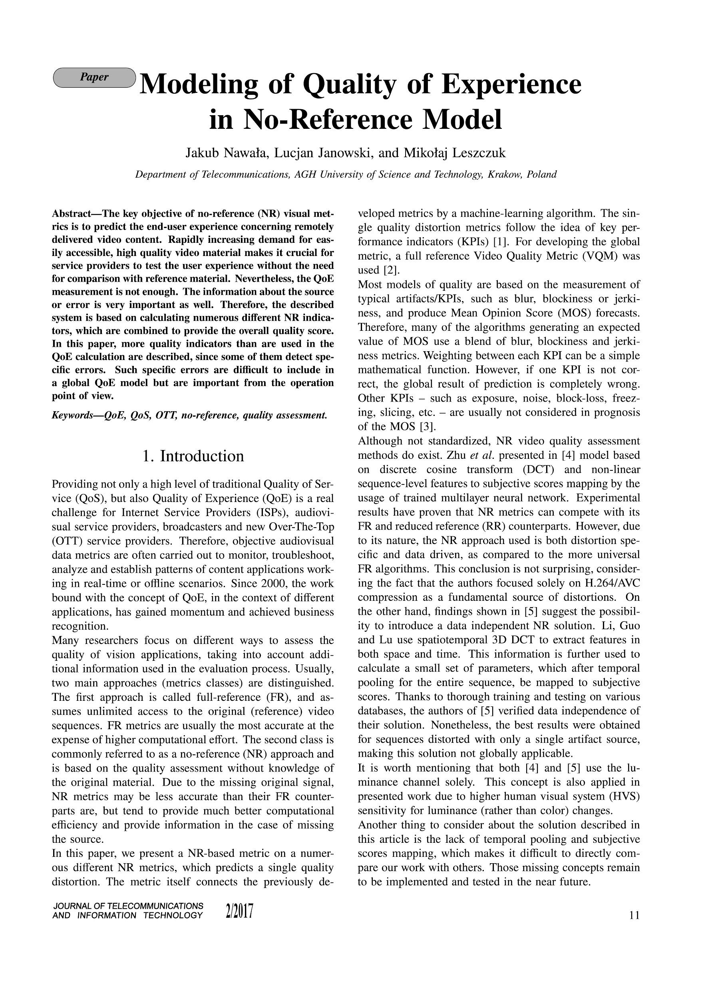 Paper
Modeling of Quality of Experience
in No-Reference Model
Jakub Nawała, Lucjan Janowski, and Mikołaj Leszczuk
Department of Telecommunications, AGH University of Science and Technology, Krakow, Poland
Abstract—The key objective of no-reference (NR) visual met-
rics is to predict the end-user experience concerning remotely
delivered video content. Rapidly increasing demand for eas-
ily accessible, high quality video material makes it crucial for
service providers to test the user experience without the need
for comparison with reference material. Nevertheless, the QoE
measurement is not enough. The information about the source
or error is very important as well. Therefore, the described
system is based on calculating numerous different NR indica-
tors, which are combined to provide the overall quality score.
In this paper, more quality indicators than are used in the
QoE calculation are described, since some of them detect spe-
cific errors. Such specific errors are difficult to include in
a global QoE model but are important from the operation
point of view.
Keywords—QoE, QoS, OTT, no-reference, quality assessment.
1. Introduction
Providing not only a high level of traditional Quality of Ser-
vice (QoS), but also Quality of Experience (QoE) is a real
challenge for Internet Service Providers (ISPs), audiovi-
sual service providers, broadcasters and new Over-The-Top
(OTT) service providers. Therefore, objective audiovisual
data metrics are often carried out to monitor, troubleshoot,
analyze and establish patterns of content applications work-
ing in real-time or offline scenarios. Since 2000, the work
bound with the concept of QoE, in the context of different
applications, has gained momentum and achieved business
recognition.
Many researchers focus on different ways to assess the
quality of vision applications, taking into account addi-
tional information used in the evaluation process. Usually,
two main approaches (metrics classes) are distinguished.
The first approach is called full-reference (FR), and as-
sumes unlimited access to the original (reference) video
sequences. FR metrics are usually the most accurate at the
expense of higher computational effort. The second class is
commonly referred to as a no-reference (NR) approach and
is based on the quality assessment without knowledge of
the original material. Due to the missing original signal,
NR metrics may be less accurate than their FR counter-
parts are, but tend to provide much better computational
efficiency and provide information in the case of missing
the source.
In this paper, we present a NR-based metric on a numer-
ous different NR metrics, which predicts a single quality
distortion. The metric itself connects the previously de-
veloped metrics by a machine-learning algorithm. The sin-
gle quality distortion metrics follow the idea of key per-
formance indicators (KPIs) [1]. For developing the global
metric, a full reference Video Quality Metric (VQM) was
used [2].
Most models of quality are based on the measurement of
typical artifacts/KPIs, such as blur, blockiness or jerki-
ness, and produce Mean Opinion Score (MOS) forecasts.
Therefore, many of the algorithms generating an expected
value of MOS use a blend of blur, blockiness and jerki-
ness metrics. Weighting between each KPI can be a simple
mathematical function. However, if one KPI is not cor-
rect, the global result of prediction is completely wrong.
Other KPIs – such as exposure, noise, block-loss, freez-
ing, slicing, etc. – are usually not considered in prognosis
of the MOS [3].
Although not standardized, NR video quality assessment
methods do exist. Zhu et al. presented in [4] model based
on discrete cosine transform (DCT) and non-linear
sequence-level features to subjective scores mapping by the
usage of trained multilayer neural network. Experimental
results have proven that NR metrics can compete with its
FR and reduced reference (RR) counterparts. However, due
to its nature, the NR approach used is both distortion spe-
cific and data driven, as compared to the more universal
FR algorithms. This conclusion is not surprising, consider-
ing the fact that the authors focused solely on H.264/AVC
compression as a fundamental source of distortions. On
the other hand, findings shown in [5] suggest the possibil-
ity to introduce a data independent NR solution. Li, Guo
and Lu use spatiotemporal 3D DCT to extract features in
both space and time. This information is further used to
calculate a small set of parameters, which after temporal
pooling for the entire sequence, be mapped to subjective
scores. Thanks to thorough training and testing on various
databases, the authors of [5] verified data independence of
their solution. Nonetheless, the best results were obtained
for sequences distorted with only a single artifact source,
making this solution not globally applicable.
It is worth mentioning that both [4] and [5] use the lu-
minance channel solely. This concept is also applied in
presented work due to higher human visual system (HVS)
sensitivity for luminance (rather than color) changes.
Another thing to consider about the solution described in
this article is the lack of temporal pooling and subjective
scores mapping, which makes it difficult to directly com-
pare our work with others. Those missing concepts remain
to be implemented and tested in the near future.
JOURNAL OF TELECOMMUNICATIONS
AND INFORMATION TECHNOLOGY
2/2017
11